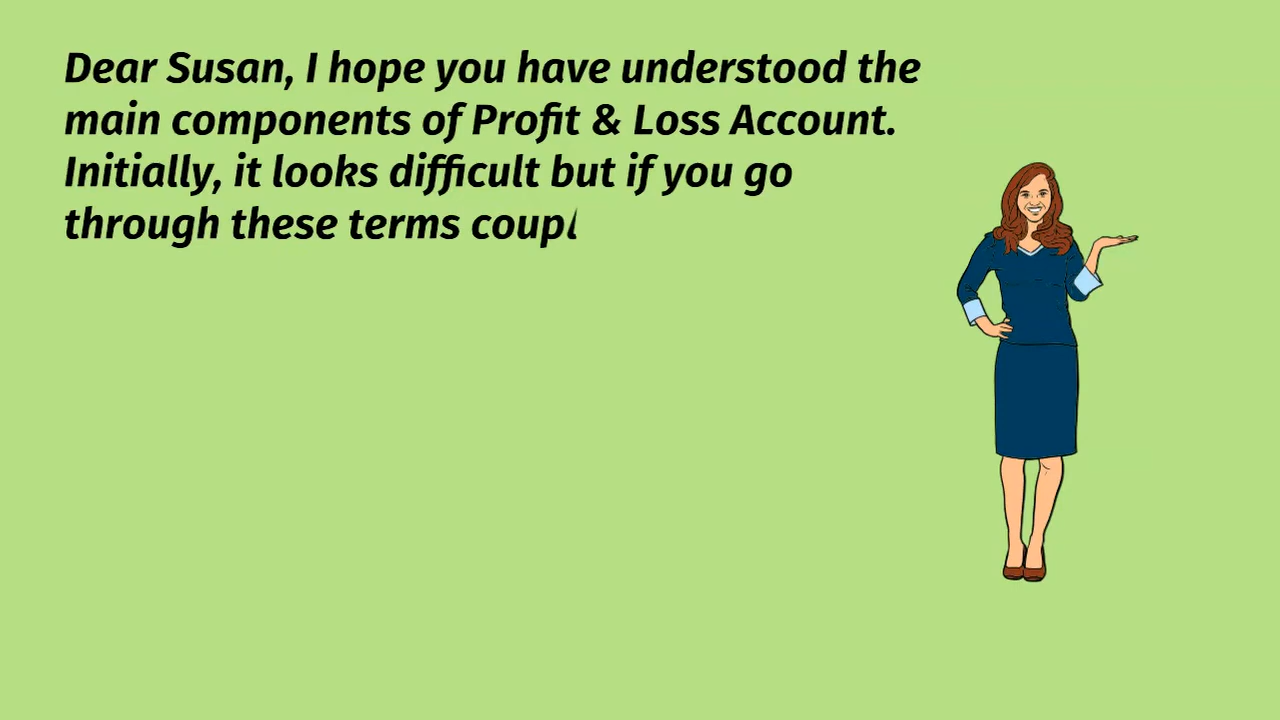 Dear Susan, I hope you have understood the
main components of Profit & Loss Account.
Initially, it looks difficult but if you go
through these terms coupl